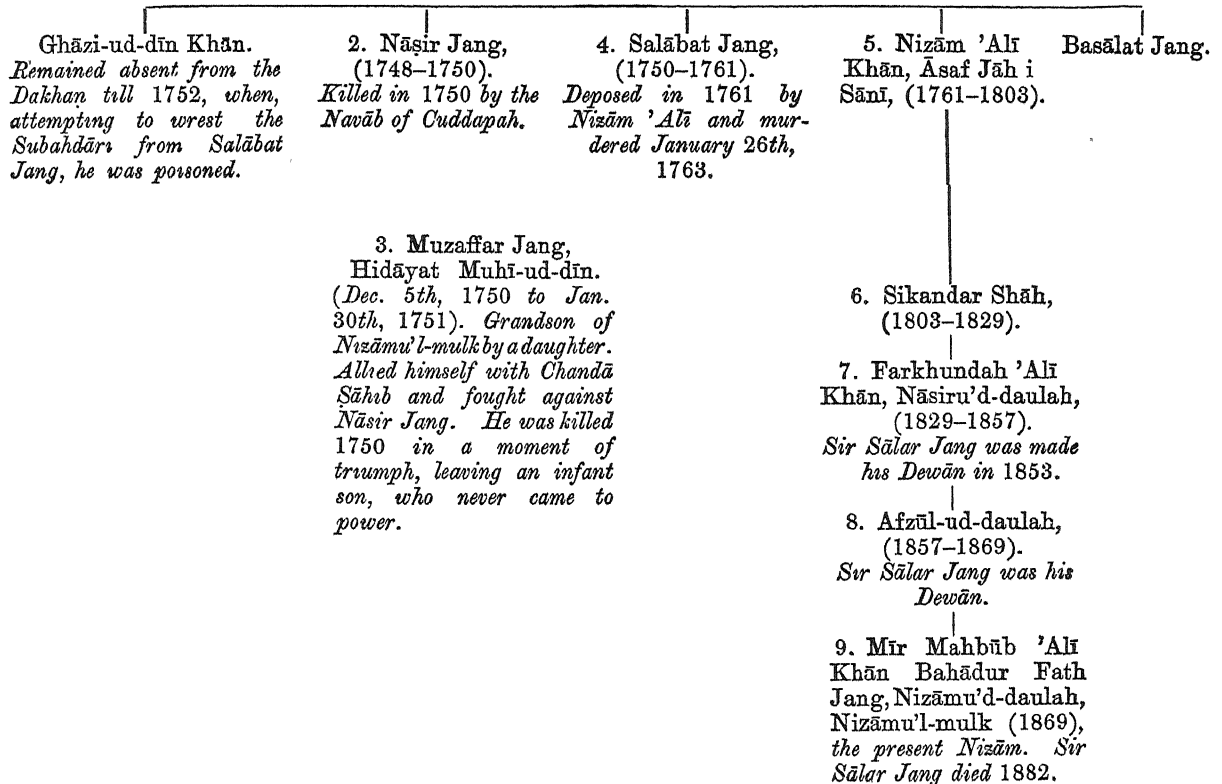 Ghāzi-ud-dīn Khān.
Remained absent from the
Dakhaṇ till 1752, when,
attempting to wrest the
Subahdāri from Salābat
Jang, he was poisoned.
2. Nāṣir Jang,
(1748–1750).
Killed in 1750 by the
Navāb of Cuddapah.
4. Salābat Jang,
(1750–1761).
Deposed in 1761 by
Nizām 'Alī and mur-
dered January 26th,
1763.
5. Nizām 'Alī
Khān, Āsaf Jāh i
Sānī, (1761–1803).
Basālat Jang.
3. Muzaffar Jang,
Hidāyat Muhī-ud-dīn.
(Dec. 5th, 1750 to Jan.
30th, 1751). Grandson of
Nizāmu'l-mulk by a daughter.
Allied himself with Chandā
Ṣāhib and fought against
Nāsir Jang. He was killed
1750 in a moment of
triumph, leaving an infant
son, who never came to
power.
6. Sikandar Shāh,
(1803–1829).
7. Farkhundah 'Alī
Khān, Nāsiru'd-daulah,
(1829–1857).
Sir Sālar Jang was made
his Dewān in 1853.
8. Afzūl-ud-daulah,
(1857–1869).
Sir Sālar Jang was his
Dewān.
9. Mīr Mahbūb 'Alī
Khān Bahādur Fath
Jang, Nizāmu'd-daulah,
Nizāmu'l-mulk (1869),
the present Nizām. Sir
Sālar Jang died 1882.